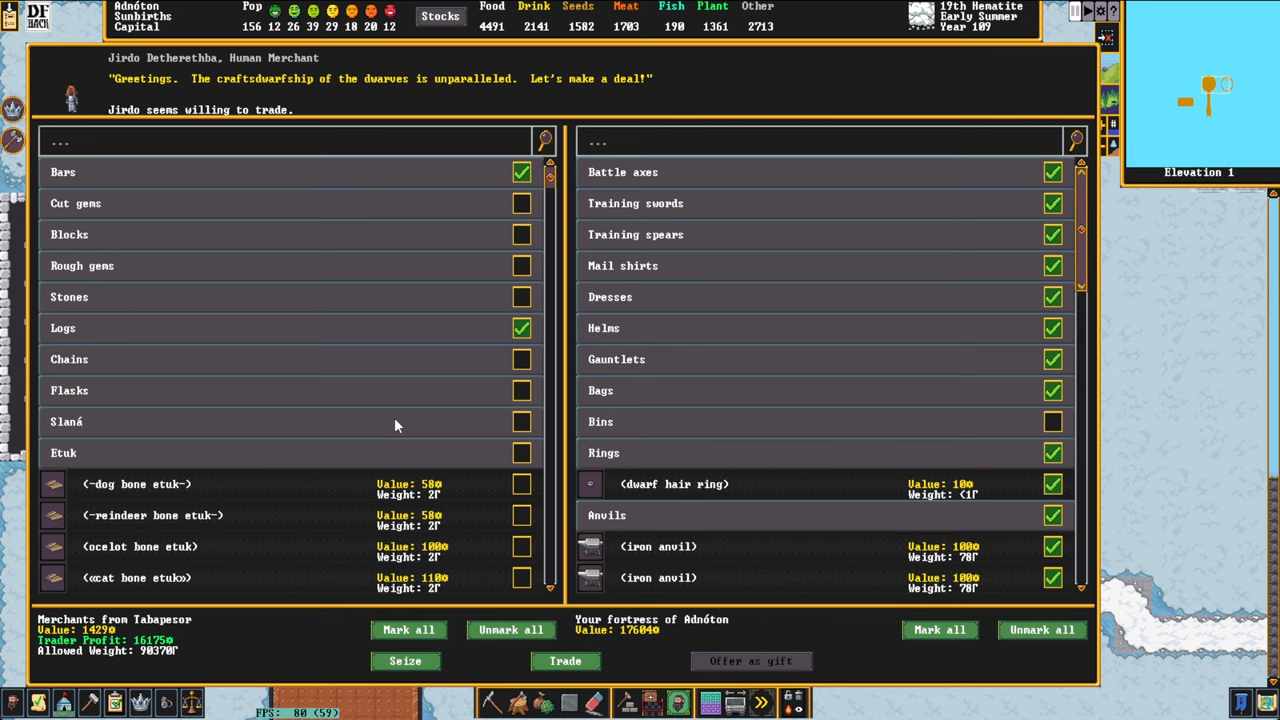 Adnóton
Sunbirths
Capital
DF
HACK
Pop
156 12 26 39 29 18 20 12
Stocks
Food Drink Seeds Meat Fish Plant Other
4491 2141 1582 1703 190 1361 2713
19th Hematite
Early Summer
Year 109
Elevation 1
Jirdo Detherethba, Human Merchant
"Greetings. The craftsdwarfship of the dwarves is unparalleled. Let's make a deal!"
Jirdo seems willing to trade.
...
Bars
Cut gems
Blocks
Rough gems
Stones
Logs
Chains
Flasks
Slaná
Etuk
(-dog bone etuk-) Value: 58¤
Weight: 2Γ
(-reindeer bone etuk-) Value: 58¤
Weight: 2Γ
(ocelot bone etuk) Value: 100¤
Weight: 2Γ
(«cat bone etuk») Value: 110¤
Weight: 2Γ
...
Battle axes
Training swords
Training spears
Mail shirts
Dresses
Helms
Gauntlets
Bags
Bins
Rings
(dwarf hair ring) Value: 10¤
Weight: <1Γ
Anvils
(iron anvil) Value: 100¤
Weight: 78Γ
(iron anvil) Value: 100¤
Weight: 78Γ
Merchants from Tabapesor
Value: 1429¤
Trader Profit: 16175¤
Allowed Weight: 90370Γ
Mark all
Unmark all
Seize
Trade
Your fortress of Adnóton
Value: 17604¤
Mark all
Unmark all
Offer as gift
FPS: 80 (59)